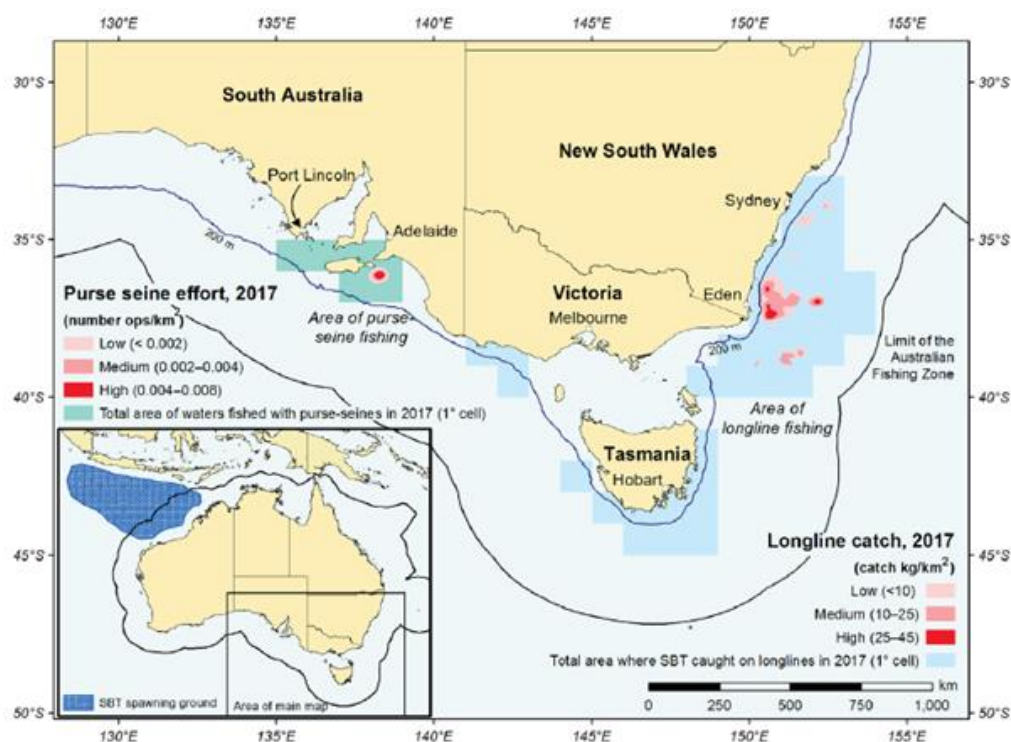 130°E 135°E 140°E 145°E 150°E 155°E
30°S
30°S
South Australia
New South Wales
Port Lincoln
Sydney
Adelaide
35°S
35°S
200 m
Purse seine effort, 2017
(number ops/km²)
Low (< 0.002)
Medium (0.002–0.004)
High (0.004–0.008)
Total area of waters fished with purse-seines in 2017 (1° cell)
Area of purse-
seine fishing
Victoria
Melbourne
Eden
200 m
Limit of the
Australian
Fishing Zone
40°S
40°S
Area of
longline fishing
Tasmania
Hobart
45°S
45°S
Longline catch, 2017
(catch kg/km²)
Low (<10)
Medium (10–25)
High (25–45)
Total area where SBT caught on longlines in 2017 (1° cell)
SBT spawning ground
Area of main map
km
0 250 500 750 1,000
50°S
50°S
130°E 135°E 140°E 145°E 150°E 155°E